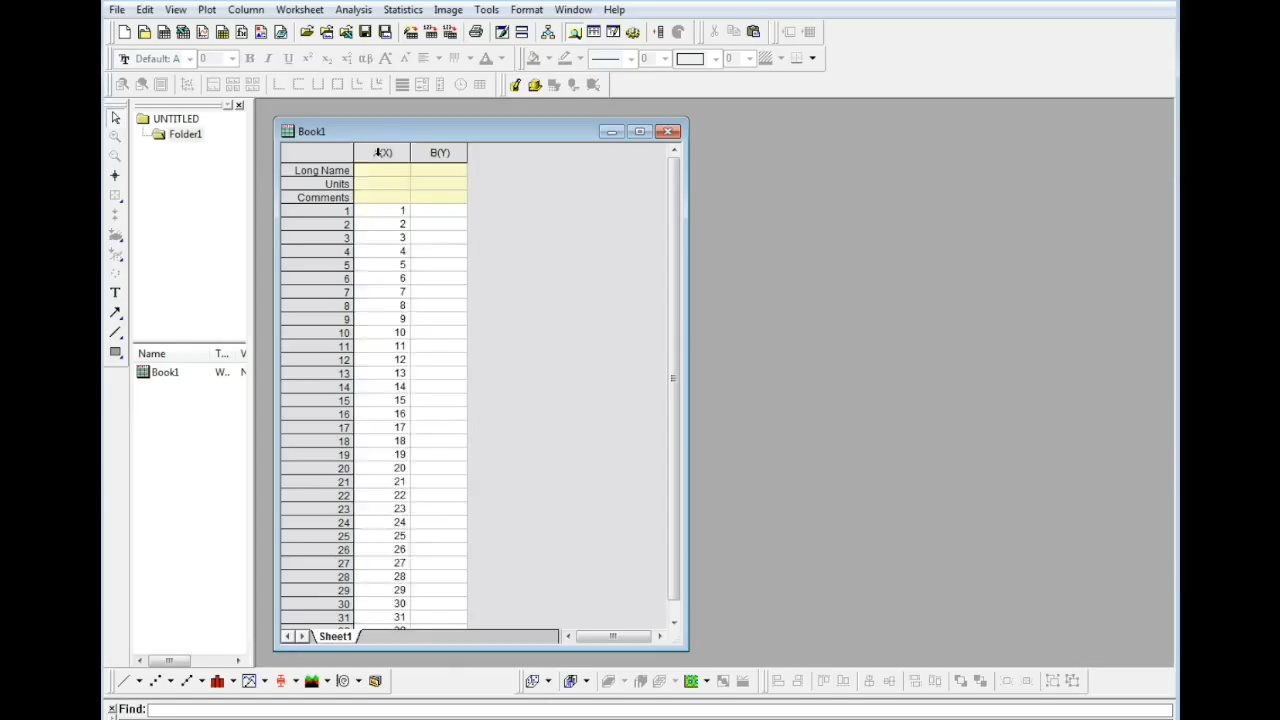 File Edit View Plot Column Worksheet Analysis Statistics Image Tools Format Window Help
Default: A 0 B I U 0 0
UNTITLED
Folder1
Book1
A(X) B(Y)
Long Name
Units
Comments
1 1
2 2
3 3
4 4
5 5
6 6
7 7
8 8
9 9
10 10
11 11
12 12
13 13
14 14
15 15
16 16
17 17
18 18
19 19
20 20
21 21
22 22
23 23
24 24
25 25
26 26
27 27
28 28
29 29
30 30
31 31
Sheet1
Name T... V
Book1 W.. N
Find: